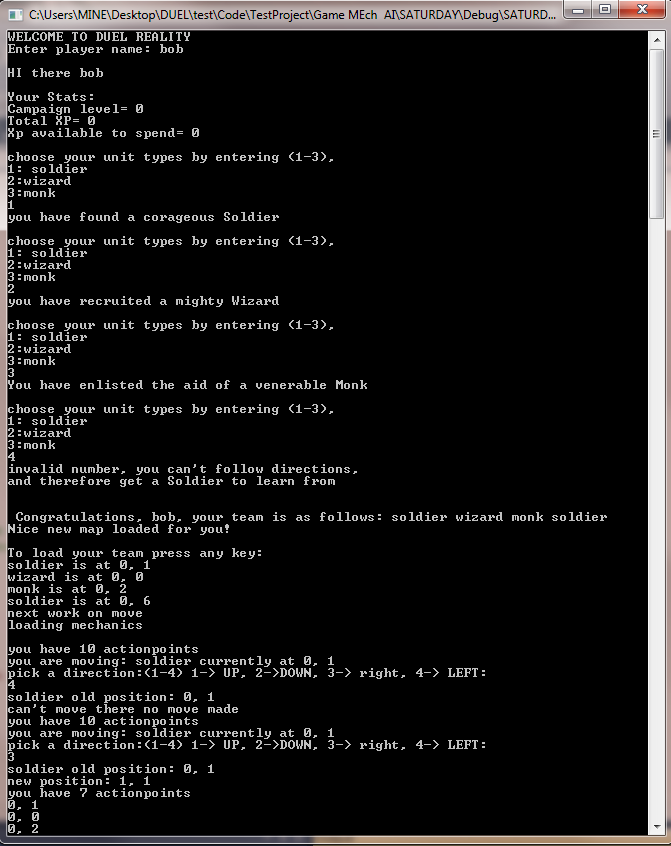 C:\Users\MINE\Desktop\DUEL\test\Code\TestProject\Game MEch  AI\SATURDAY\Debug\SATURD...
WELCOME TO DUEL REALITY
Enter player name: bob
HI there bob
Your Stats:
Campaign level= 0
Total XP= 0
Xp available to spend= 0
choose your unit types by entering (1-3),
1: soldier
2:wizard
3:monk
1
you have found a corageous Soldier
choose your unit types by entering (1-3),
1: soldier
2:wizard
3:monk
2
you have recruited a mighty Wizard
choose your unit types by entering (1-3),
1: soldier
2:wizard
3:monk
3
You have enlisted the aid of a venerable Monk
choose your unit types by entering (1-3),
1: soldier
2:wizard
3:monk
4
invalid number, you can't follow directions,
and therefore get a Soldier to learn from
Congratulations, bob, your team is as follows: soldier wizard monk soldier
Nice new map loaded for you!
To load your team press any key:
soldier is at 0, 1
wizard is at 0, 0
monk is at 0, 2
soldier is at 0, 6
next work on move
loading mechanics
you have 10 actionpoints
you are moving: soldier currently at 0, 1
pick a direction:(1-4) 1-> UP, 2->DOWN, 3-> right, 4-> LEFT:
4
soldier old position: 0, 1
can't move there no move made
you have 10 actionpoints
you are moving: soldier currently at 0, 1
pick a direction:(1-4) 1-> UP, 2->DOWN, 3-> right, 4-> LEFT:
3
soldier old position: 0, 1
new position: 1, 1
you have 7 actionpoints
0, 1
0, 0
0, 2